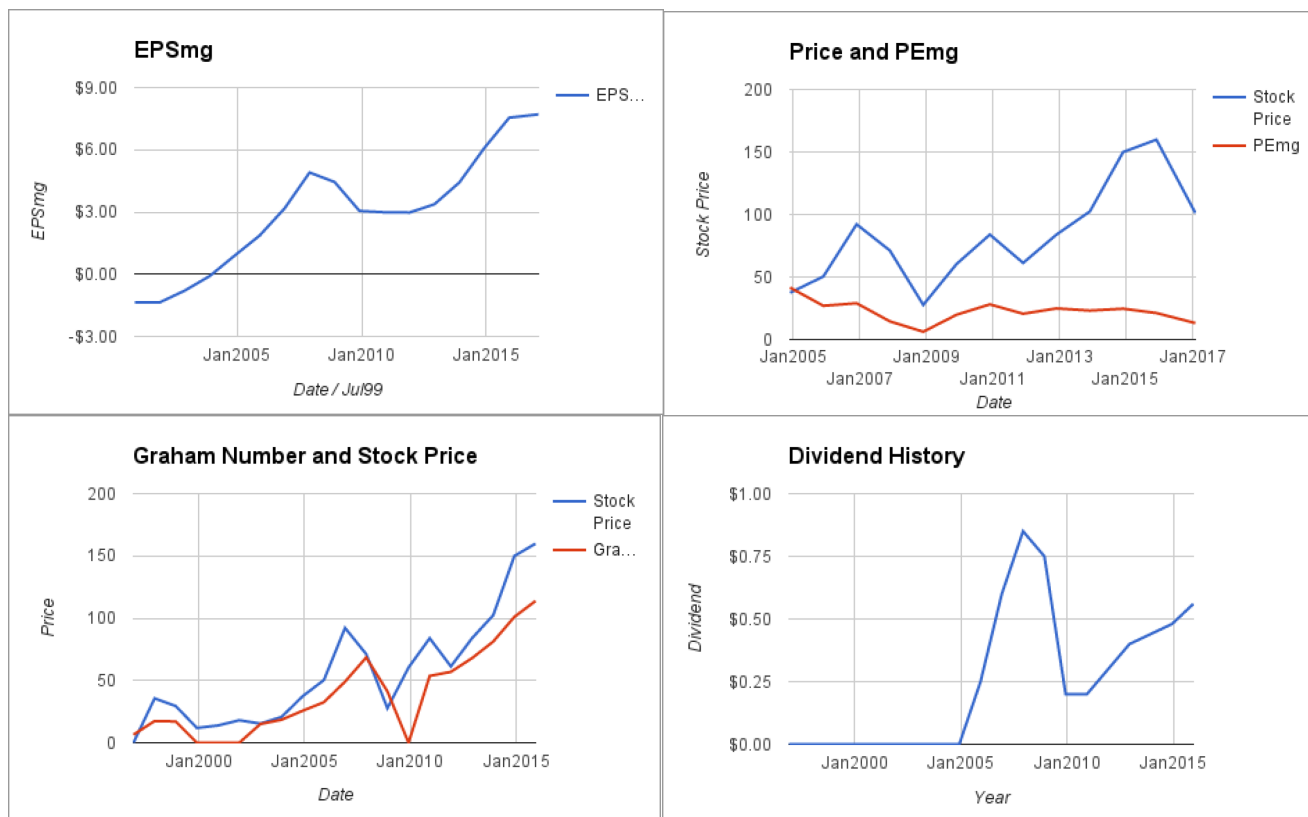 EPSmg
$9.00
$6.00
$3.00
$0.00
-$3.00
EPSmg
Jan2005 Jan2010 Jan2015
Date / Jul99
EPS…
Price and PEmg
200
150
100
50
0
Stock Price
Jan2005 Jan2009 Jan2013 Jan2017
Jan2007 Jan2011 Jan2015
Date
Stock
Price
PEmg
Graham Number and Stock Price
200
150
100
50
0
Price
Jan2000 Jan2005 Jan2010 Jan2015
Date
Stock
Price
Gra…
Dividend History
$1.00
$0.75
$0.50
$0.25
$0.00
Dividend
Jan2000 Jan2005 Jan2010 Jan2015
Year